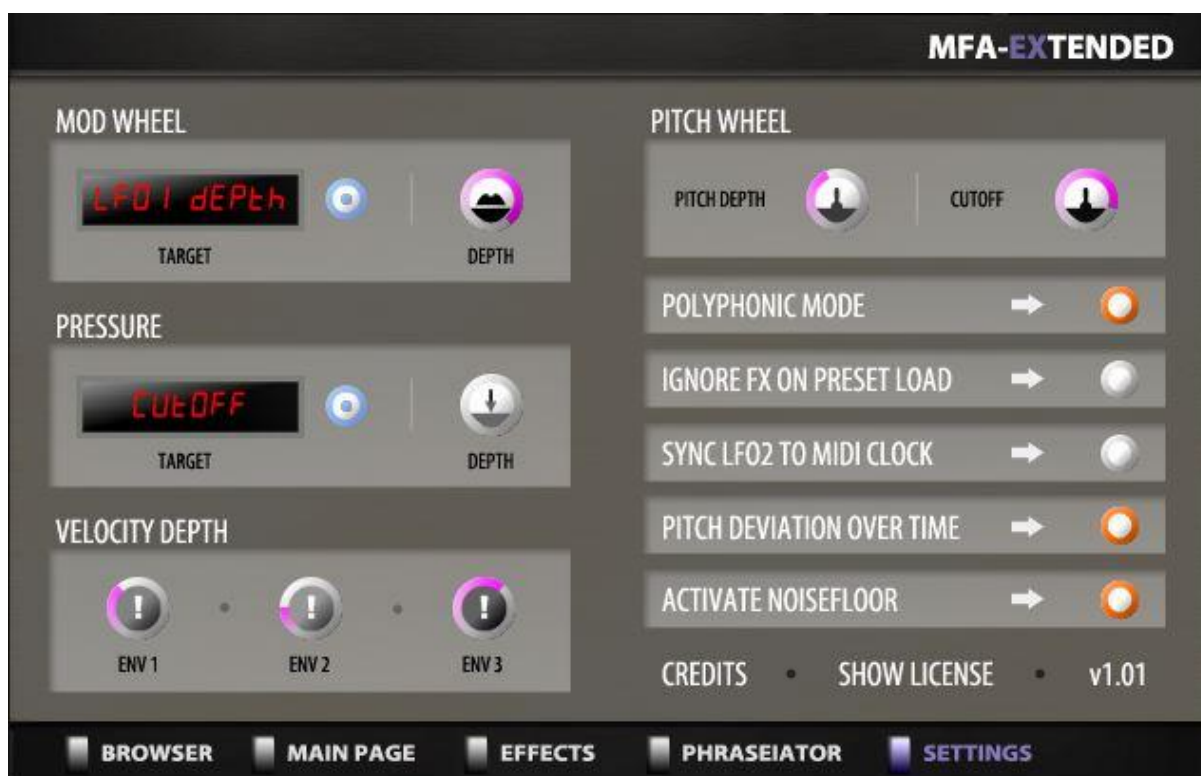 MFA-EXTENDED
MOD WHEEL
LFO1 dEPth
TARGET
DEPTH
PRESSURE
CUtOFF
TARGET
DEPTH
VELOCITY DEPTH
!
!
!
ENV 1
ENV 2
ENV 3
PITCH WHEEL
PITCH DEPTH
CUTOFF
POLYPHONIC MODE
IGNORE FX ON PRESET LOAD
SYNC LFO2 TO MIDI CLOCK
PITCH DEVIATION OVER TIME
ACTIVATE NOISEFLOOR
CREDITS • SHOW LICENSE • v1.01
BROWSER MAIN PAGE EFFECTS PHRASEIATOR SETTINGS